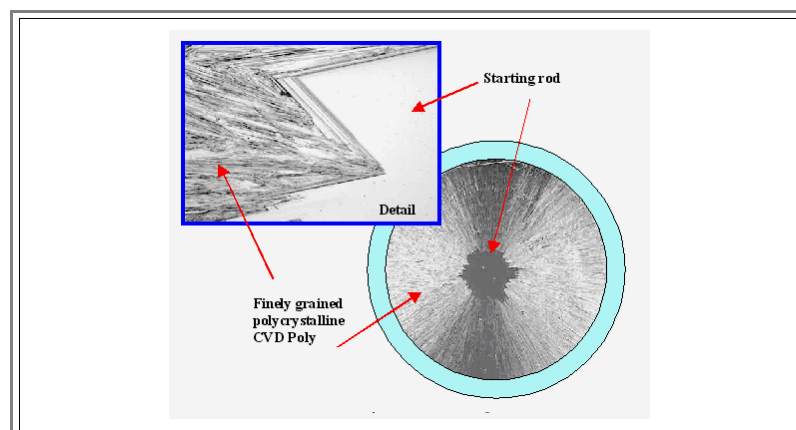 Starting rod
Detail
Finely grained
polycrystalline
CVD Poly